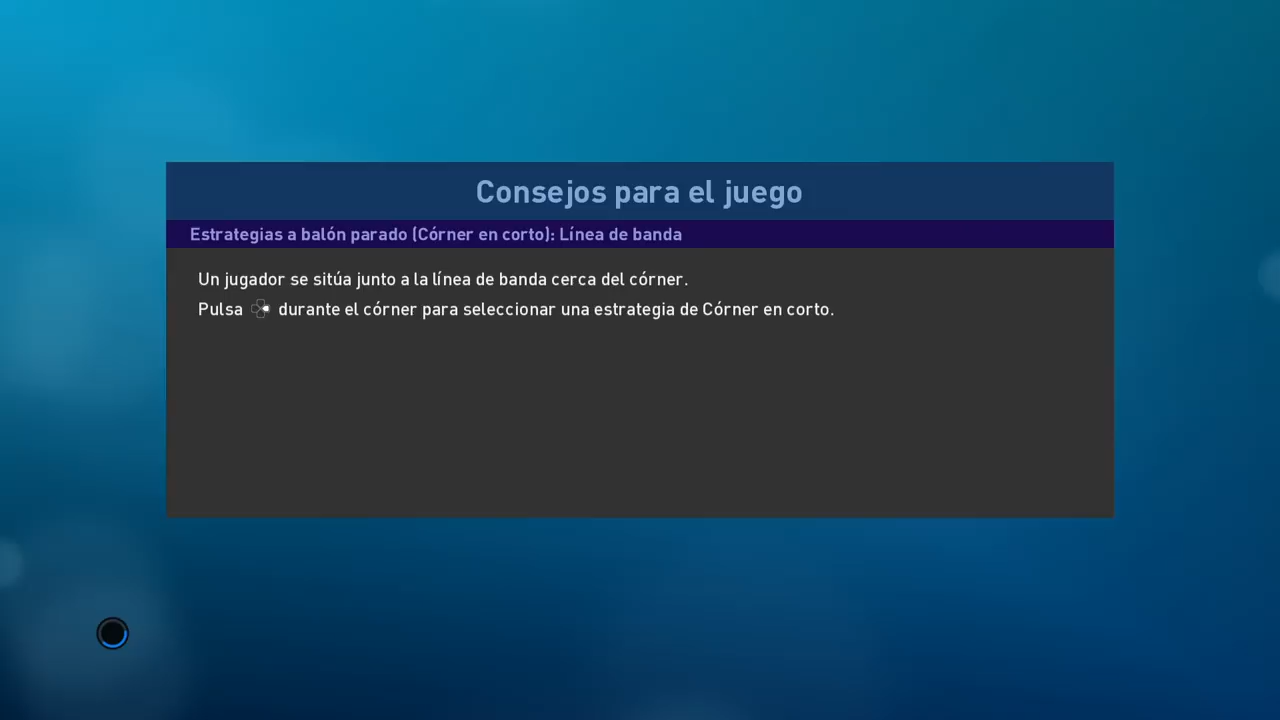 Consejos para el juego
Estrategias a balón parado (Córner en corto): Línea de banda
Un jugador se sitúa junto a la línea de banda cerca del córner.
Pulsa durante el córner para seleccionar una estrategia de Córner en corto.